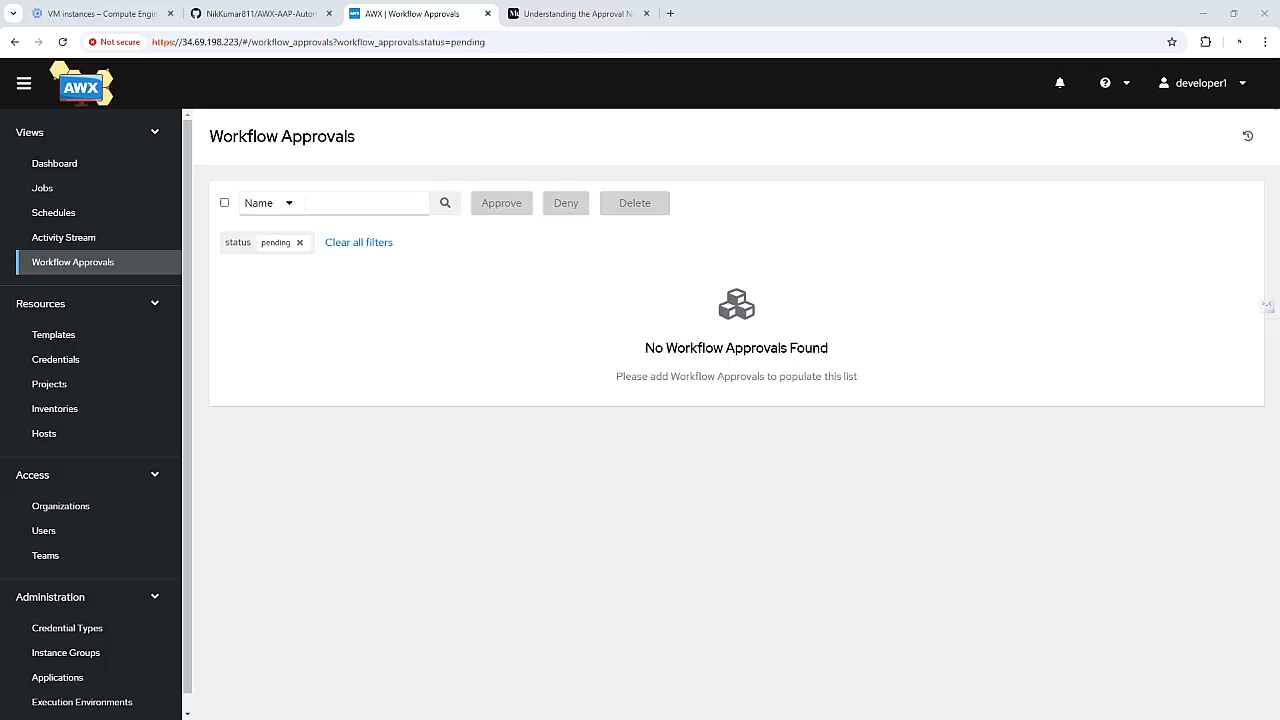 VM instances – Compute Engin
NikKumar811/AWX-AAP-Autom
AWX | Workflow Approvals
Understanding the Approval N
Not secure
https://34.69.198.223/#/workflow_approvals?workflow_approvals.status=pending
AWX
developer1
Views
Dashboard
Jobs
Schedules
Activity Stream
Workflow Approvals
Resources
Templates
Credentials
Projects
Inventories
Hosts
Access
Organizations
Users
Teams
Administration
Credential Types
Instance Groups
Applications
Execution Environments
Workflow Approvals
Name
Approve
Deny
Delete
status pending
Clear all filters
No Workflow Approvals Found
Please add Workflow Approvals to populate this list